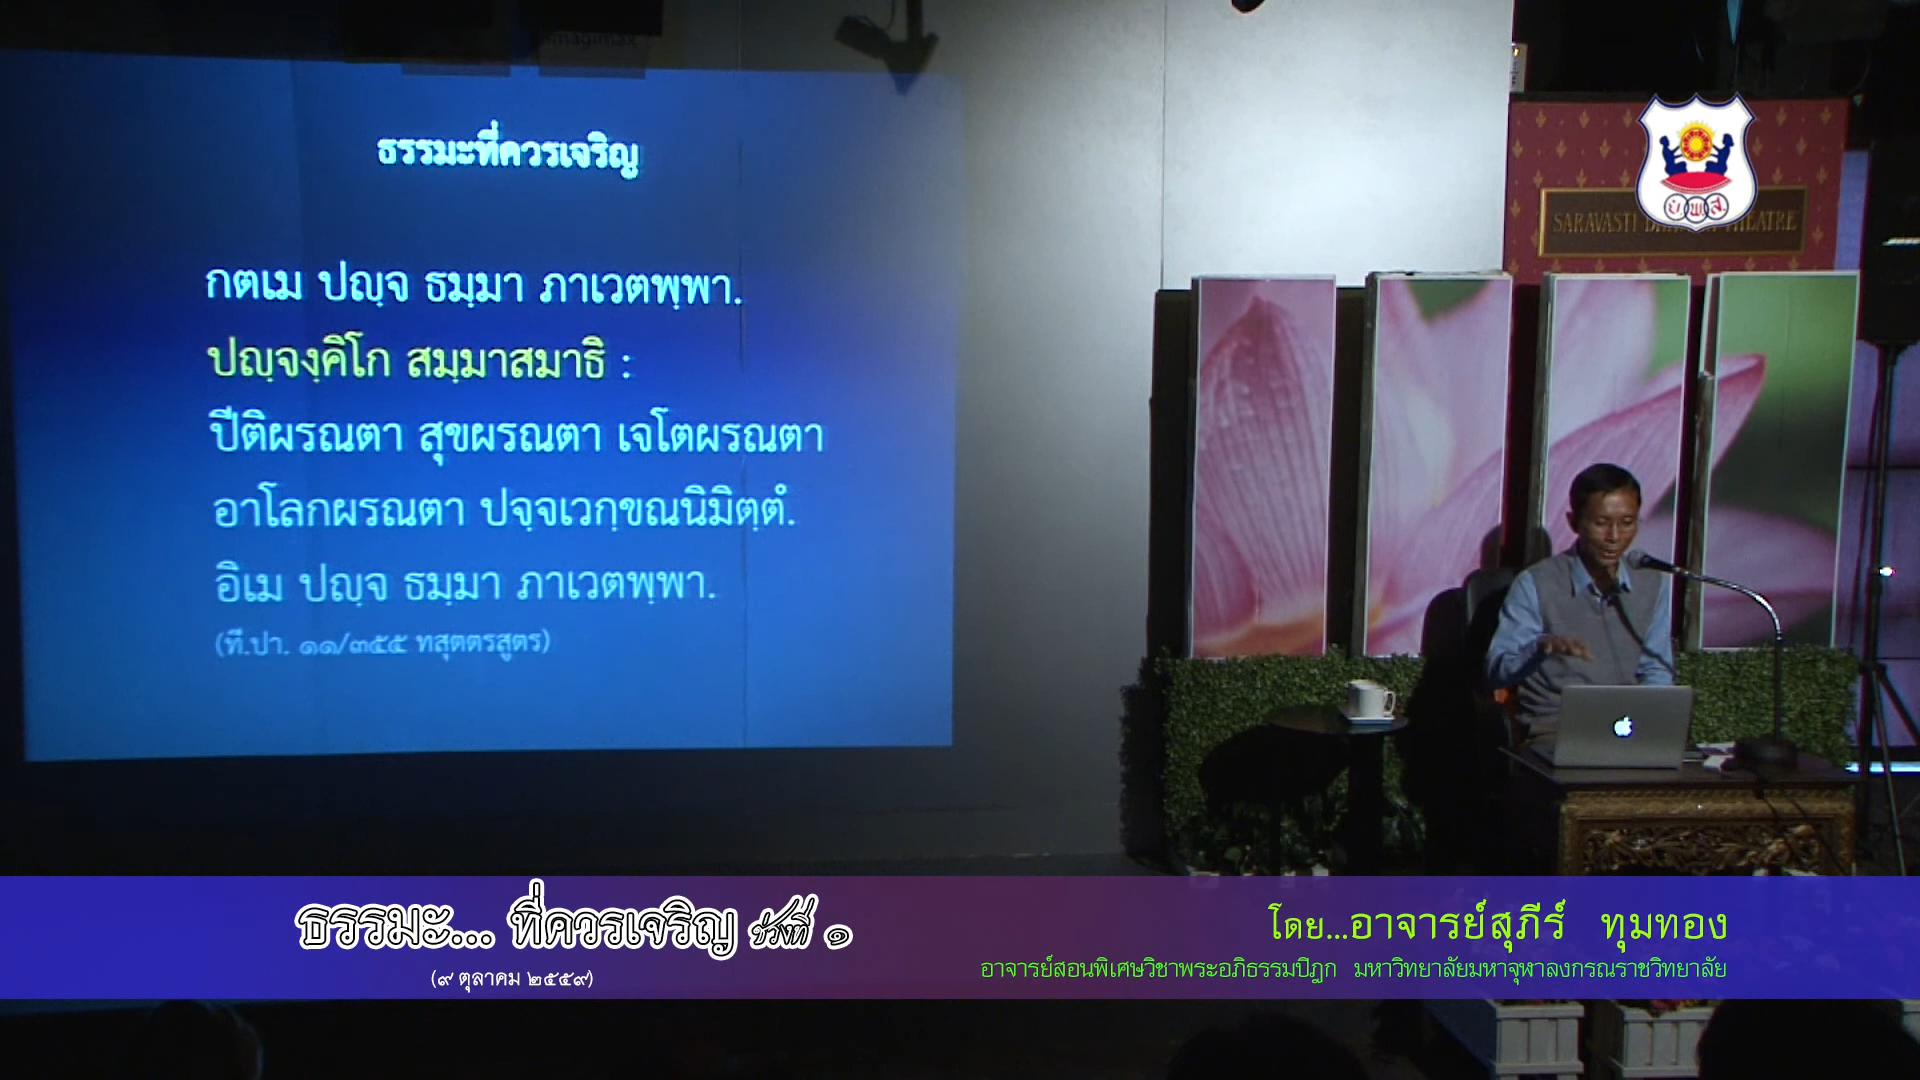 ธรรมะที่ควรเจริญ
กตเม ปญฺจ ธมฺมา ภาเวตพฺพา.
ปญฺจงฺคิโก สมฺมาสมาธิ :
ปีติผรณตา สุขผรณตา เจโตผรณตา
อาโลกผรณตา ปจฺจเวกฺขณนิมิตฺตํ.
อิเม ปญฺจ ธมฺมา ภาเวตพฺพา.
(ที.ปา. ๑๑/๓๕๕ ทสุตตรสูตร)
ย.พ.ส.
SARAVASTI THEATRE
ธรรมะ... ที่ควรเจริญ ช่วงที่ ๑
(๙ ตุลาคม ๒๕๕๙)
โดย...อาจารย์สุภีร์ ทุมทอง
อาจารย์สอนพิเศษวิชาพระอภิธรรมปิฎก มหาวิทยาลัยมหาจุฬาลงกรณราชวิทยาลัย